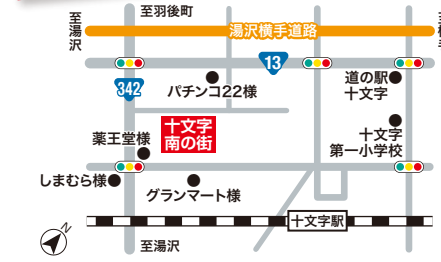 至羽後町
至湯沢
湯沢横手道路
13
342
パチンコ22様
道の駅
十文字
十文字
南の街
薬王堂様
十文字
第一小学校
しまむら様
グランマート様
十文字駅
至湯沢
N